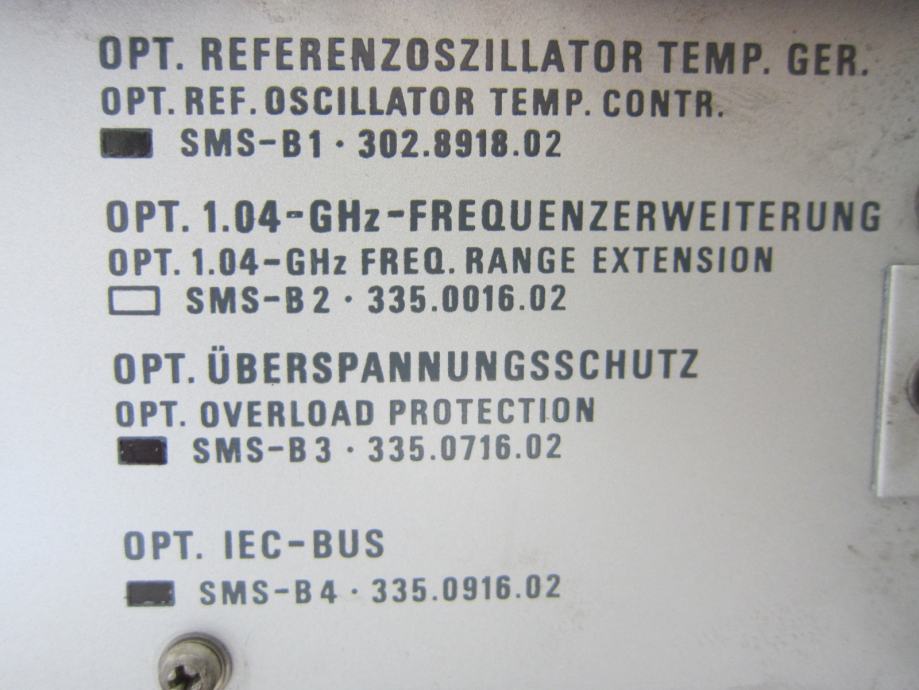 OPT. REFERENZOSZILLATOR TEMP. GER.
OPT. REF. OSCILLATOR TEMP. CONTR.
SMS-B1 · 302.8918.02
OPT. 1.04-GHz-FREQUENZERWEITERUNG
OPT. 1.04-GHz FREQ. RANGE EXTENSION
SMS-B2 · 335.0016.02
OPT. ÜBERSPANNUNGSSCHUTZ
OPT. OVERLOAD PROTECTION
SMS-B3 · 335.0716.02
OPT. IEC-BUS
SMS-B4 · 335.0916.02